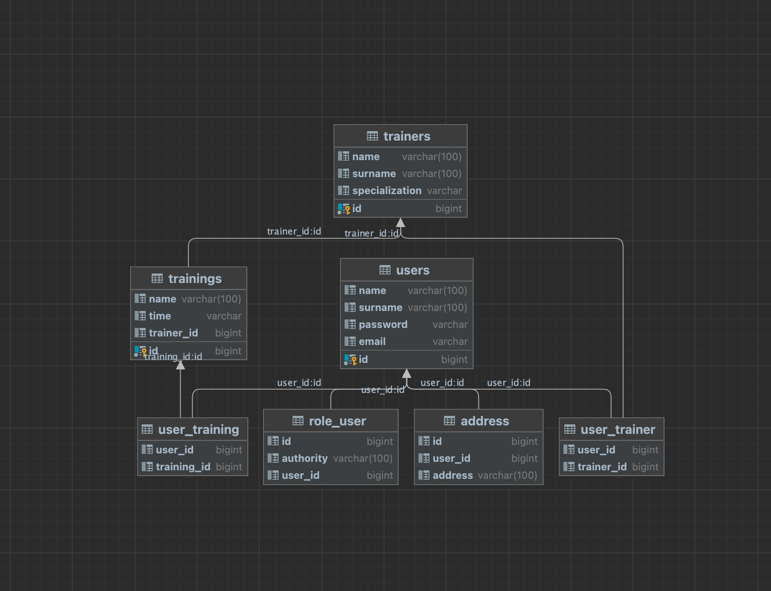 trainers
name varchar(100)
surname varchar(100)
specialization varchar
id bigint
trainer_id:id
trainer_id:id
trainings
name varchar(100)
time varchar
trainer_id bigint
id bigint
training_id:id
users
name varchar(100)
surname varchar(100)
password varchar
email varchar
id bigint
user_id:id
user_id:id
user_id:id
user_id:id
user_training
user_id bigint
training_id bigint
role_user
id bigint
authority varchar(100)
user_id bigint
address
id bigint
user_id bigint
address varchar(100)
user_trainer
user_id bigint
trainer_id bigint